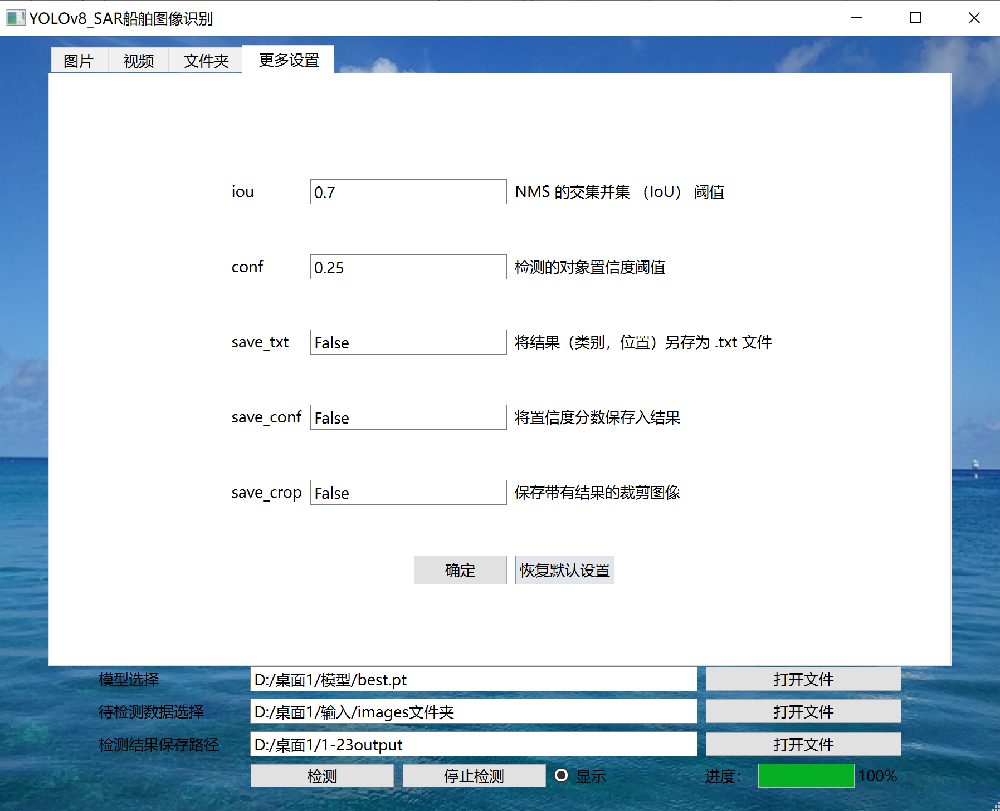 YOLOv8_SAR船舶图像识别
图片 视频 文件夹 更多设置
iou 0.7 NMS 的交集并集 （IoU） 阈值
conf 0.25 检测的对象置信度阈值
save_txt False 将结果（类别，位置）另存为 .txt 文件
save_conf False 将置信度分数保存入结果
save_crop False 保存带有结果的裁剪图像
确定 恢复默认设置
模型选择 D:/桌面1/模型/best.pt 打开文件
待检测数据选择 D:/桌面1/输入/images文件夹 打开文件
检测结果保存路径 D:/桌面1/1-23output 打开文件
检测 停止检测 显示 进度： 100%